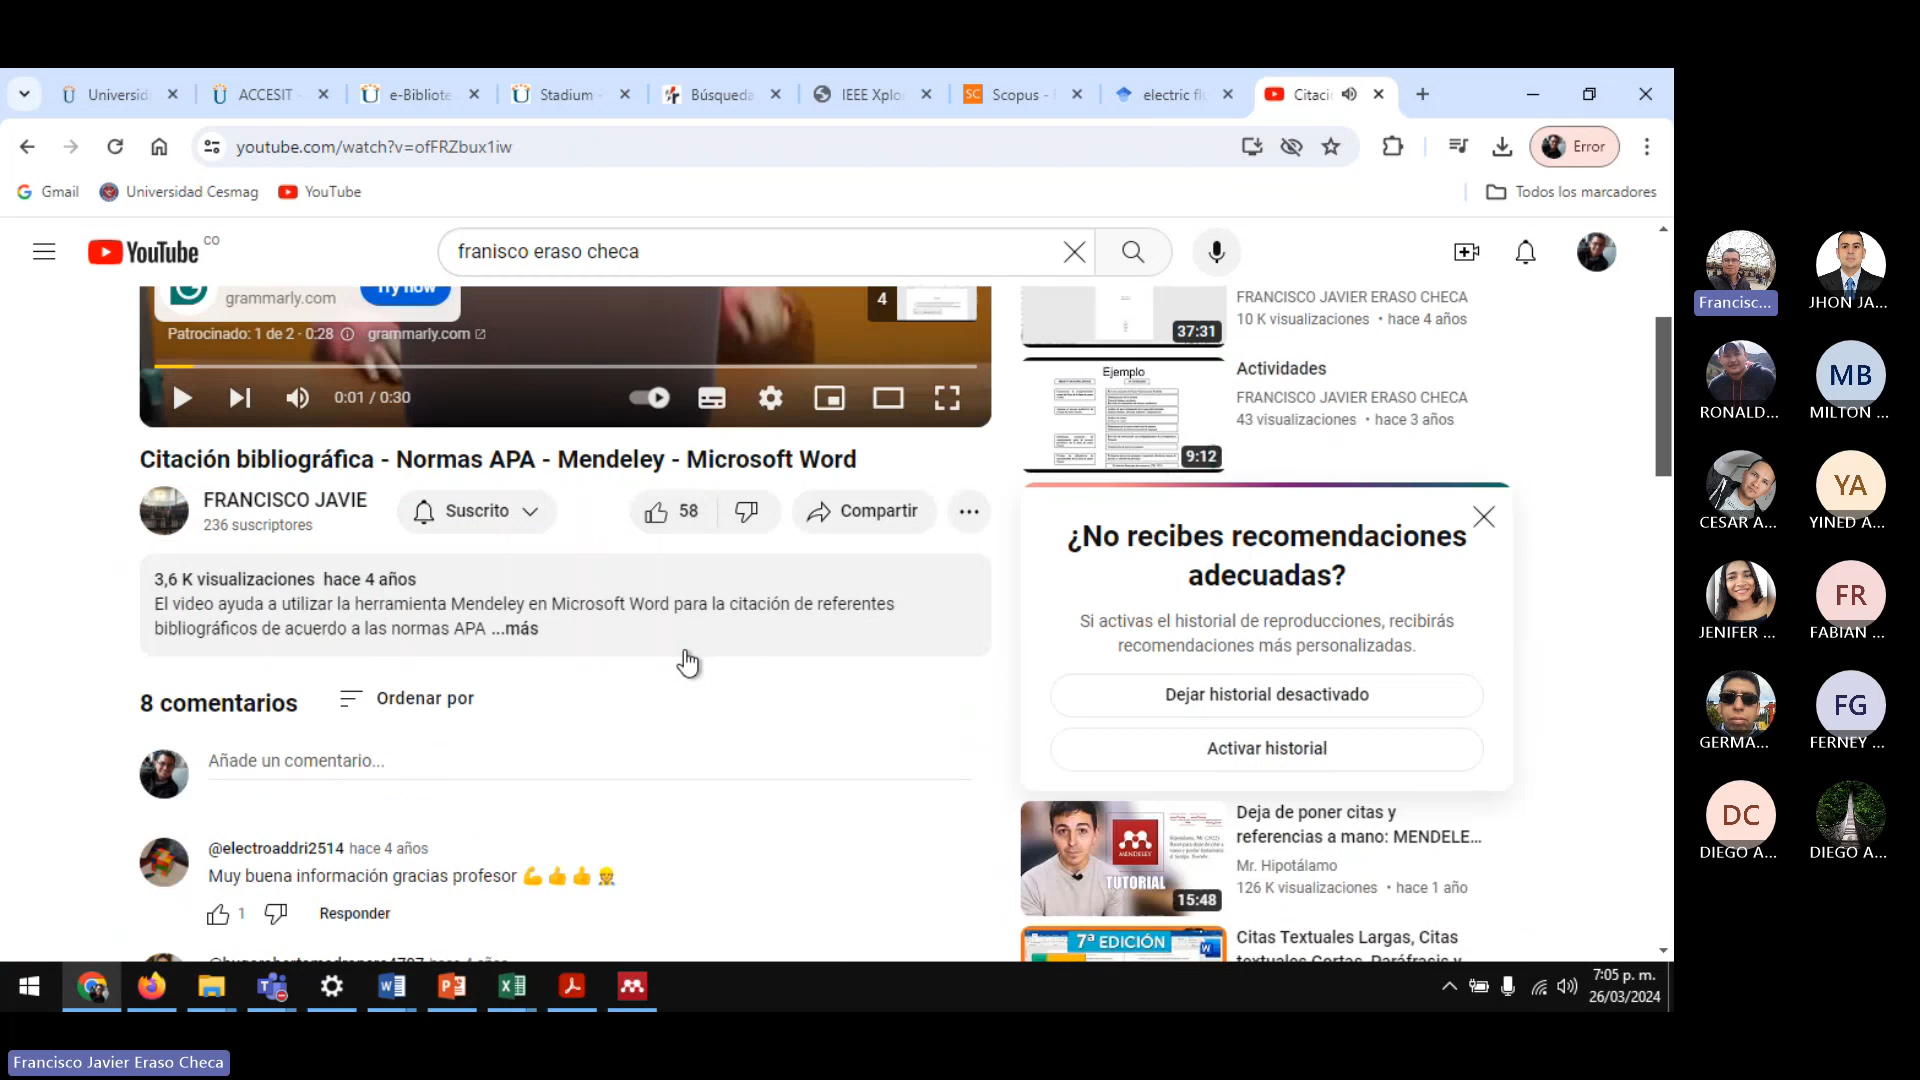 Universid
ACCESIT -
e-Bibliote
Stadium -
Búsqueda
IEEE Xplo
SC
Scopus -
electric fl
Citació
youtube.com/watch?v=ofFRZbux1iw
Error
Gmail
Universidad Cesmag
YouTube
Todos los marcadores
YouTube CO
franisco eraso checa
grammarly.com
Try now
4
Patrocinado: 1 de 2 · 0:28
grammarly.com
0:01 / 0:30
Citación bibliográfica - Normas APA - Mendeley - Microsoft Word
FRANCISCO JAVIE
236 suscriptores
Suscrito
58
Compartir
3,6 K visualizaciones hace 4 años
El video ayuda a utilizar la herramienta Mendeley en Microsoft Word para la citación de referentes
bibliográficos de acuerdo a las normas APA ...más
8 comentarios
Ordenar por
Añade un comentario...
@electroaddri2514 hace 4 años
Muy buena información gracias profesor 💪👍👍👷
1
Responder
37:31
FRANCISCO JAVIER ERASO CHECA
10 K visualizaciones • hace 4 años
Ejemplo
9:12
Actividades
FRANCISCO JAVIER ERASO CHECA
43 visualizaciones • hace 3 años
¿No recibes recomendaciones
adecuadas?
Si activas el historial de reproducciones, recibirás
recomendaciones más personalizadas.
Dejar historial desactivado
Activar historial
MENDELEY
TUTORIAL
15:48
Deja de poner citas y
referencias a mano: MENDELE...
Mr. Hipotálamo
126 K visualizaciones • hace 1 año
7ª EDICIÓN
Citas Textuales Largas, Citas
7:05 p. m.
26/03/2024
Francisc...
JHON JA...
RONALD...
MB
MILTON ...
CESAR A...
YA
YINED A...
JENIFER ...
FR
FABIAN ...
GERMA...
FG
FERNEY ...
DC
DIEGO A...
DIEGO A...
Francisco Javier Eraso Checa